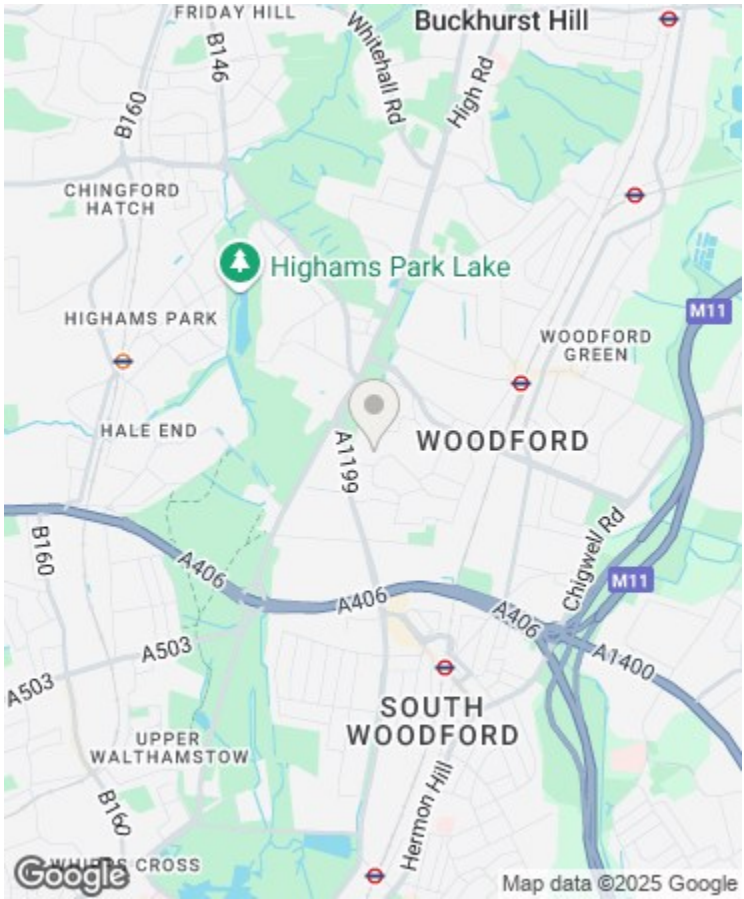 FRIDAY HILL
Buckhurst Hill
B146
Whitehall Rd
High Rd
B160
CHINGFORD
HATCH
Highams Park Lake
M11
HIGHAMS PARK
WOODFORD
GREEN
HALE END
A1199
WOODFORD
B160
Chigwell Rd
A406
M11
A406
A406
A503
A1400
A503
SOUTH
WOODFORD
UPPER
WALTHAMSTOW
B160
Hermon Hill
WHIPPS CROSS
Google
Map data ©2025 Google